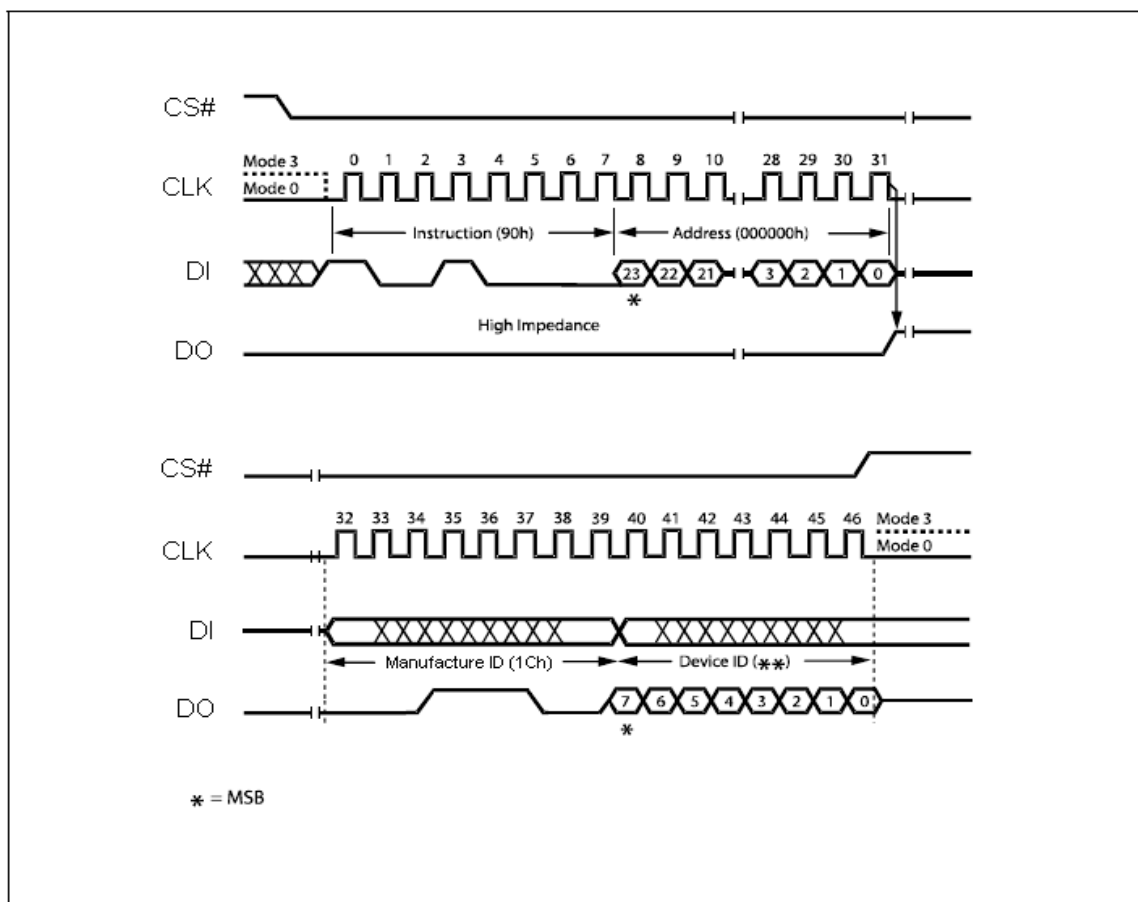 CS#
Mode 3 0 1 2 3 4 5 6 7 8 9 10 28 29 30 31
CLK Mode 0
Instruction (90h) Address (000000h)
DI 23 22 21 3 2 1 0
*
High Impedance
DO
CS#
32 33 34 35 36 37 38 39 40 41 42 43 44 45 46 Mode 3
CLK Mode 0
DI
Manufacture ID (1Ch) Device ID (**)
DO 7 6 5 4 3 2 1 0
*
* = MSB